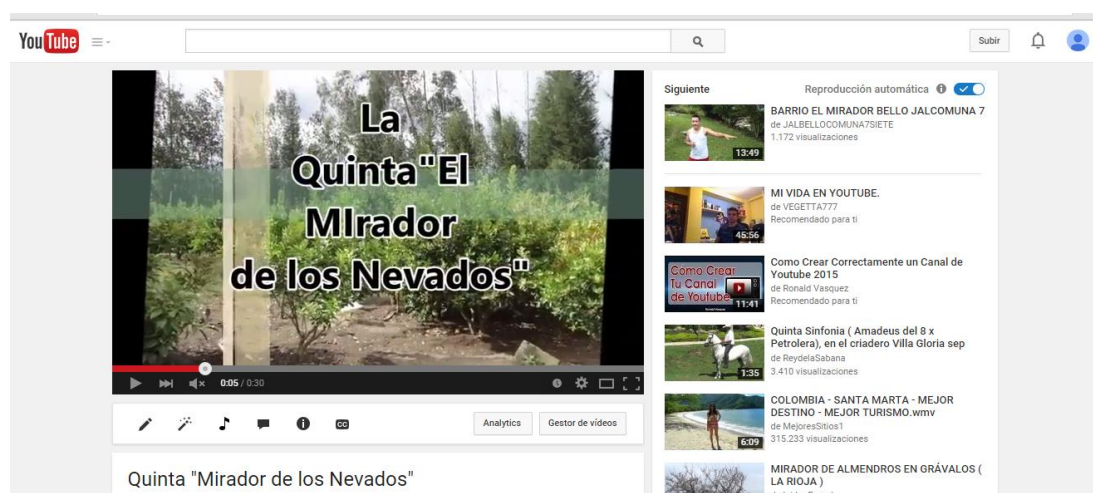 YouTube
Subir
La
Quinta"El
MIrador
de los Nevados"
0:05 / 0:30
CC
Analytics
Gestor de vídeos
Quinta "Mirador de los Nevados"
Siguiente
Reproducción automática
13:49
BARRIO EL MIRADOR BELLO JALCOMUNA 7
de JALBELLOCOMUNA7SIETE
1.172 visualizaciones
45:56
MI VIDA EN YOUTUBE.
de VEGETTA777
Recomendado para ti
Como Crear
Tu Canal
de Youtube
11:41
Como Crear Correctamente un Canal de
Youtube 2015
de Ronald Vasquez
Recomendado para ti
1:35
Quinta Sinfonia ( Amadeus del 8 x
Petrolera), en el criadero Villa Gloria sep
de ReydelaSabana
3.410 visualizaciones
6:09
COLOMBIA - SANTA MARTA - MEJOR
DESTINO - MEJOR TURISMO.wmv
de MejoresSitios1
315.233 visualizaciones
MIRADOR DE ALMENDROS EN GRÁVALOS (
LA RIOJA )